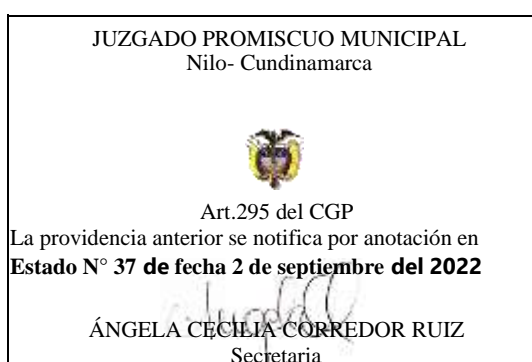 JUZGADO PROMISCUO MUNICIPAL
Nilo- Cundinamarca
Art.295 del CGP
La providencia anterior se notifica por anotación en
Estado N° 37 de fecha 2 de septiembre del 2022
ÁNGELA CECILIA CORREDOR RUIZ
Secretaria